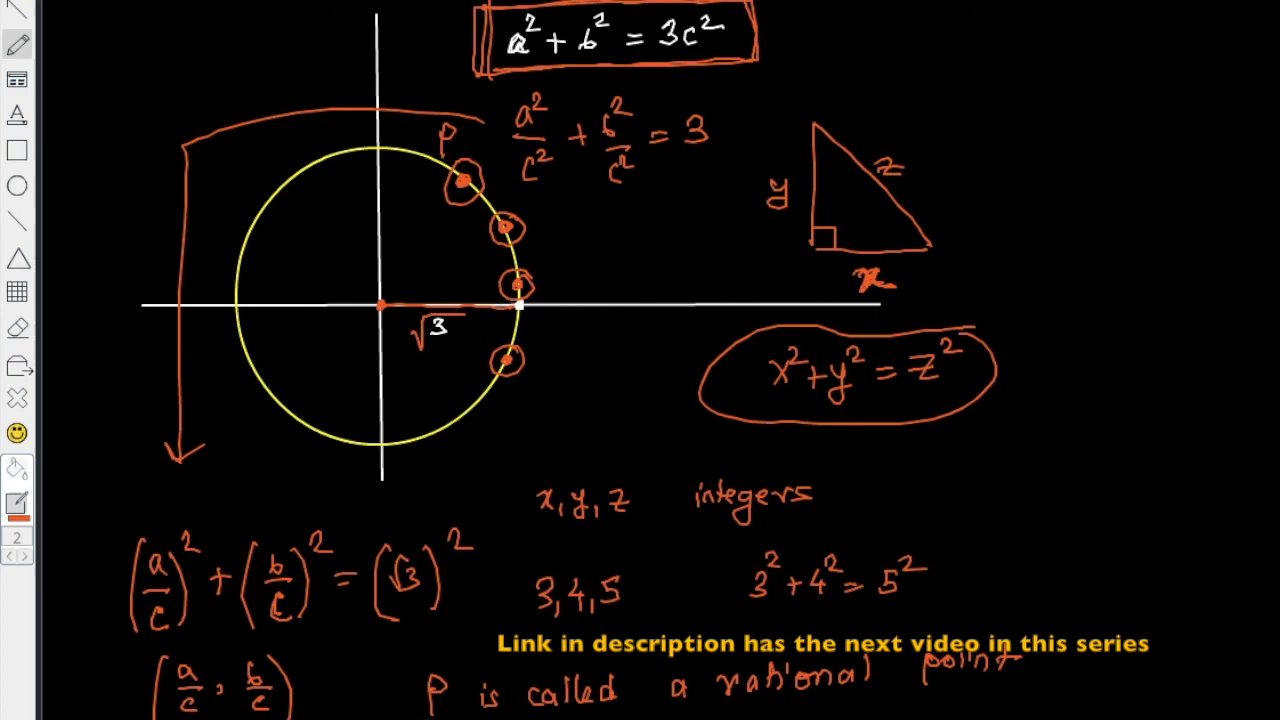 a² + b² = 3c²
P
a²/c² + b²/c² = 3
y
z
x
√3
x² + y² = z²
x, y, z integers
(a/c)² + (b/c)² = (√3)²
3, 4, 5
3² + 4² = 5²
Link in description has the next video in this series
(a/c, b/c)
P is called a rational point
2